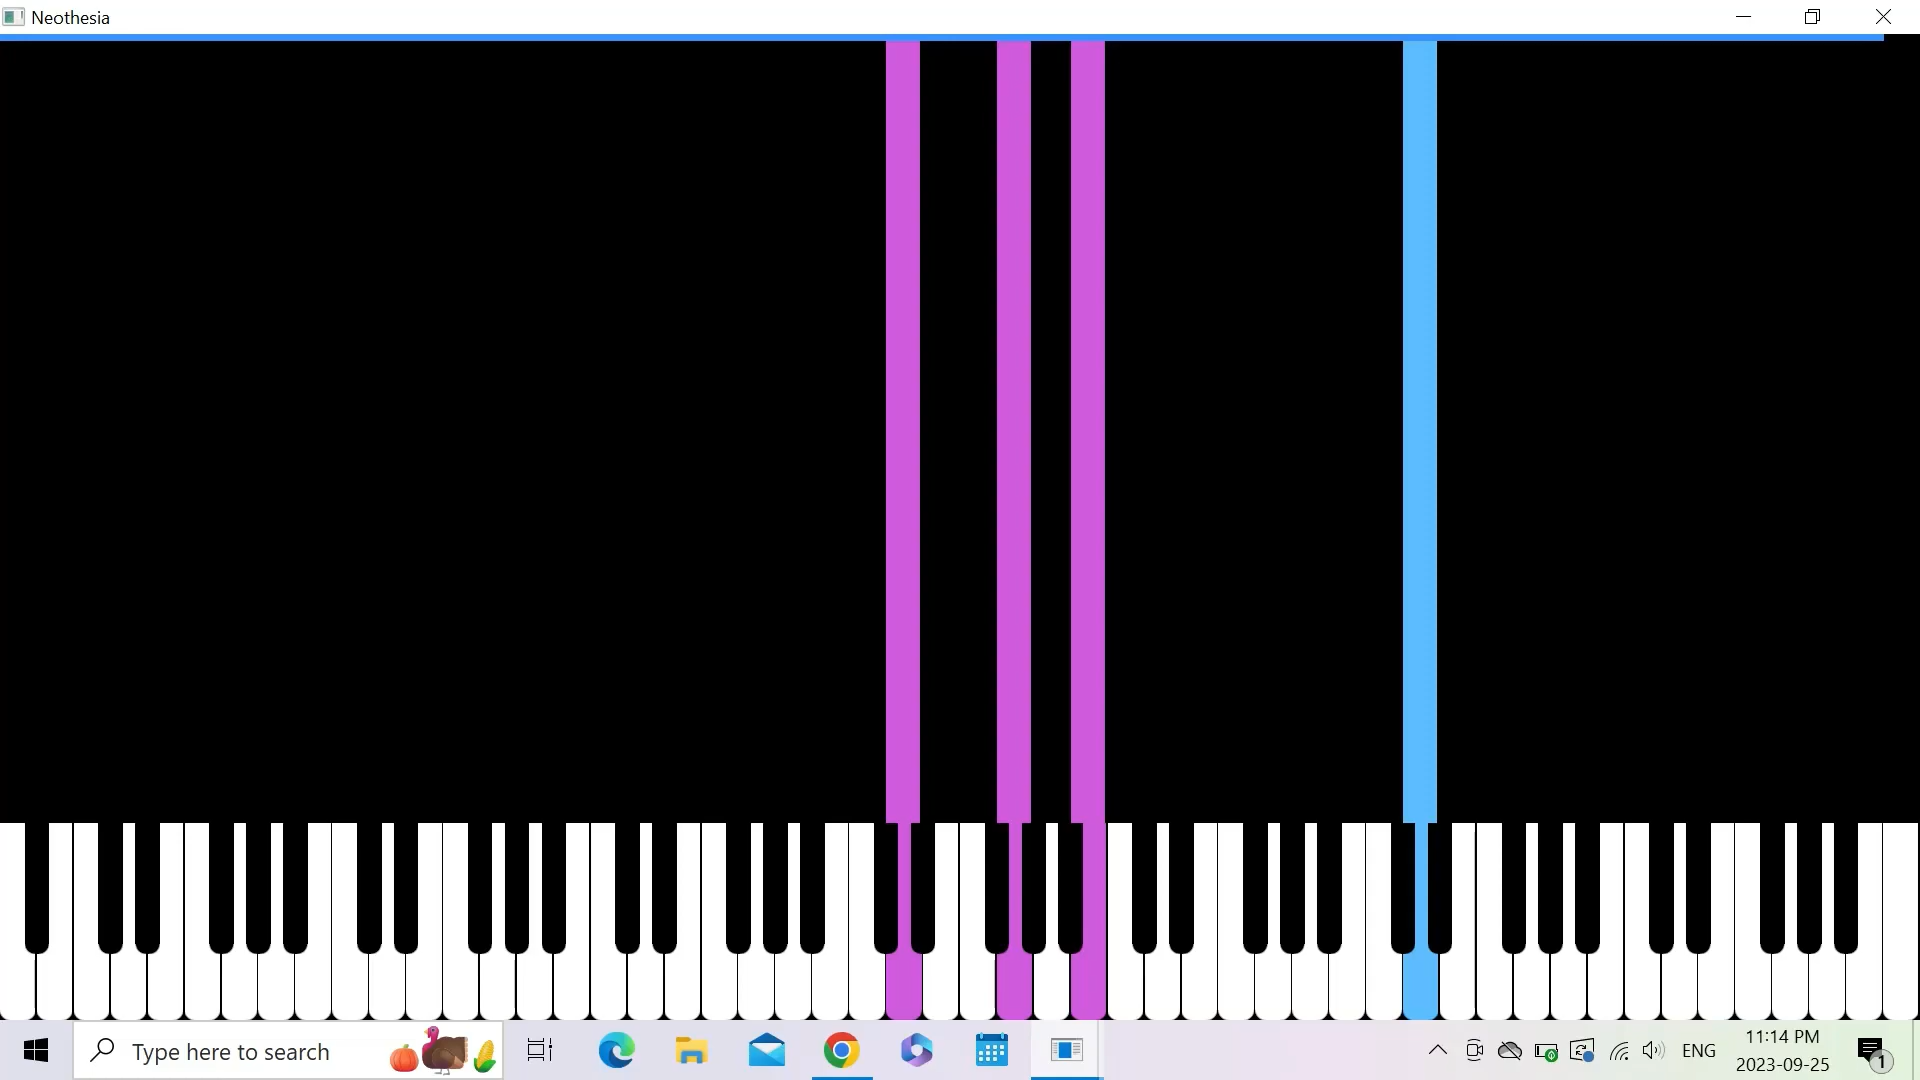 Neothesia
Type here to search
ENG
11:14 PM
2023-09-25
1